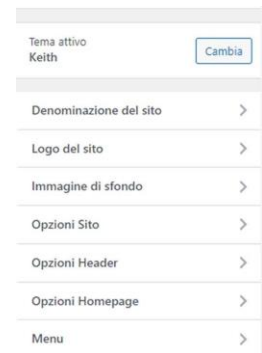 Tema attivo
Keith
Cambia
Denominazione del sito
Logo del sito
Immagine di sfondo
Opzioni Sito
Opzioni Header
Opzioni Homepage
Menu